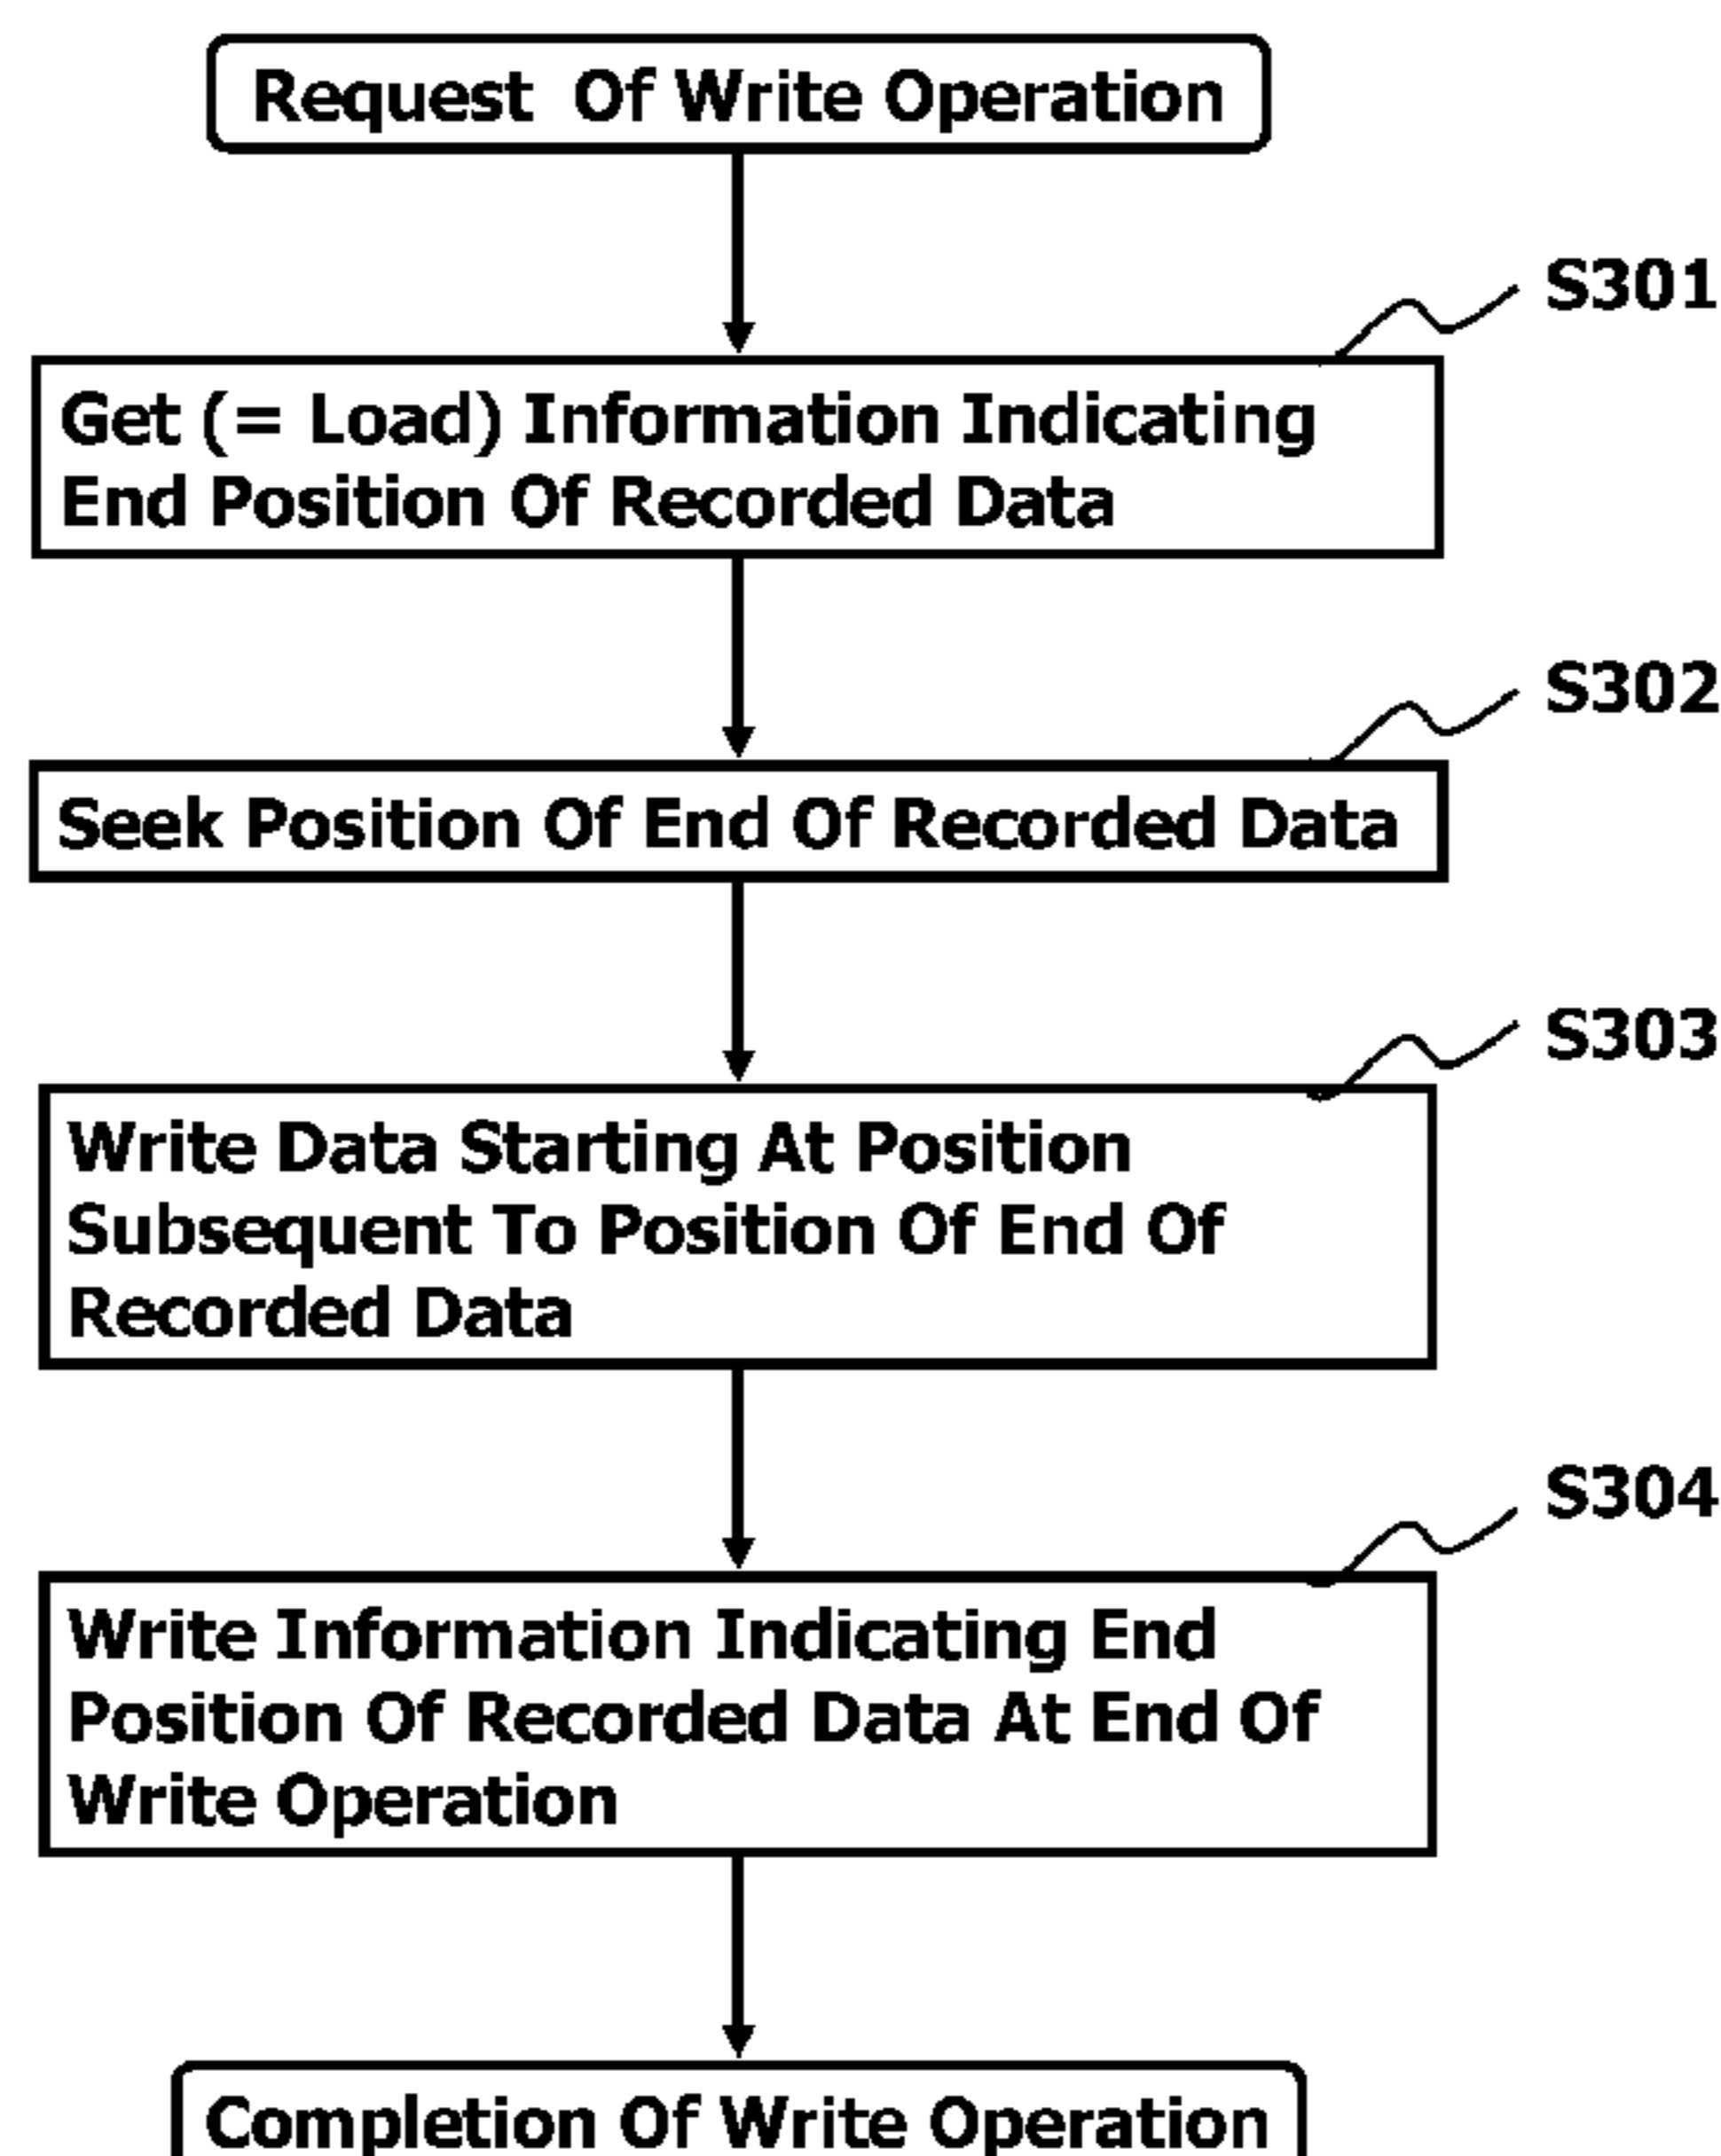 Request Of Write Operation
S301
Get (= Load) Information Indicating
End Position Of Recorded Data
S302
Seek Position Of End Of Recorded Data
S303
Write Data Starting At Position
Subsequent To Position Of End Of
Recorded Data
S304
Write Information Indicating End
Position Of Recorded Data At End Of
Write Operation
Completion Of Write Operation